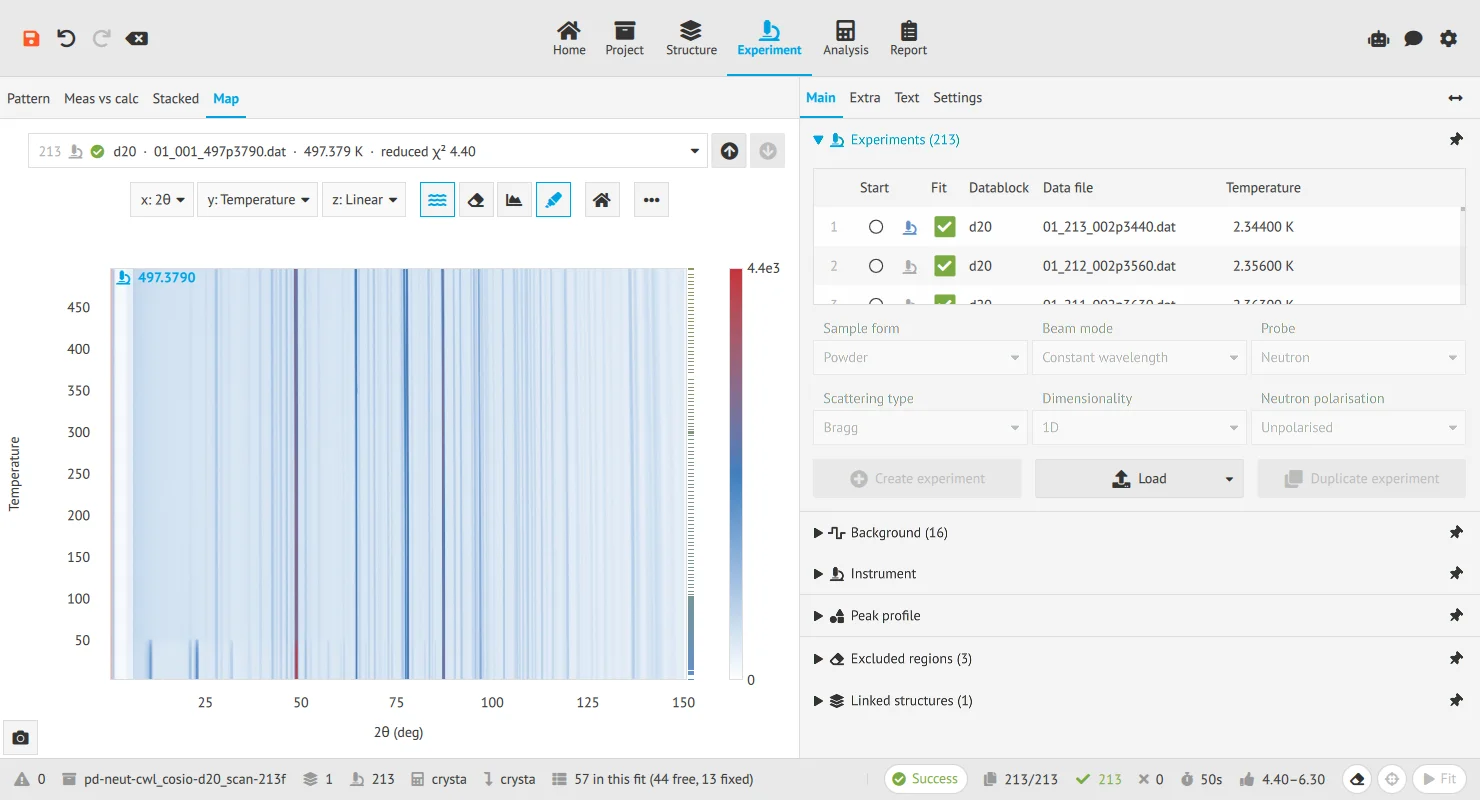 Home Project Structure Experiment Analysis Report
Pattern Meas vs calc Stacked Map
Main Extra Text Settings
213 d20 · 01_001_497p3790.dat · 497.379 K · reduced χ² 4.40
x: 2θ y: Temperature z: Linear
497.3790
4.4e3
0
450
400
350
300
250
200
150
100
50
Temperature
25 50 75 100 125 150
2θ (deg)
Experiments (213)
Start Fit Datablock Data file Temperature
1 d20 01_213_002p3440.dat 2.34400 K
2 d20 01_212_002p3560.dat 2.35600 K
3 d20 01_211_002p3630.dat 2.36300 K
Sample form Beam mode Probe
Powder Constant wavelength Neutron
Scattering type Dimensionality Neutron polarisation
Bragg 1D Unpolarised
Create experiment Load Duplicate experiment
Background (16)
Instrument
Peak profile
Excluded regions (3)
Linked structures (1)
0 pd-neut-cwl_cosio-d20_scan-213f 1 213 crysta crysta 57 in this fit (44 free, 13 fixed) Success 213/213 213 0 50s 4.40–6.30 Fit